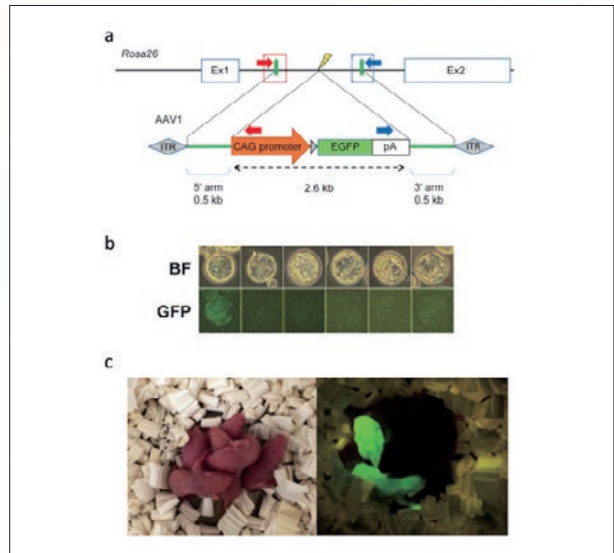 a
Rosa26
Ex1
Ex2
AAV1
ITR
CAG promoter
EGFP
pA
ITR
5' arm
0.5 kb
2.6 kb
3' arm
0.5 kb
b
BF
GFP
c